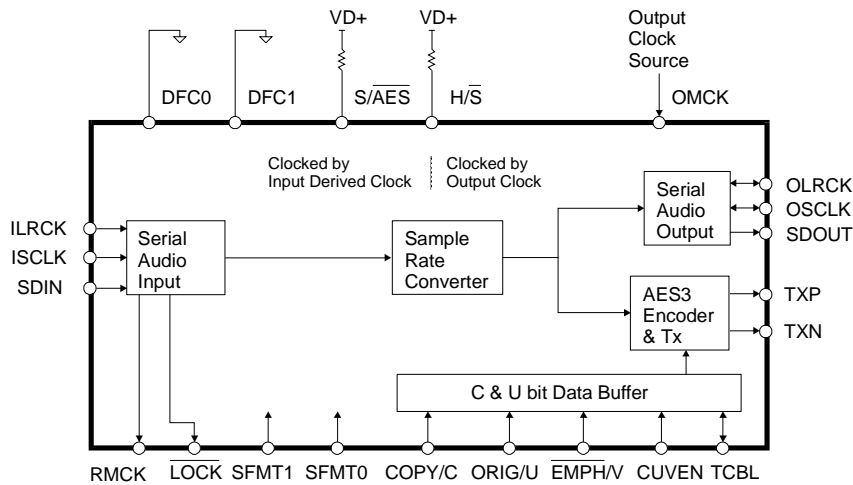 VD+
VD+
Output
Clock
Source
DFC0
DFC1
S/AES
H/S
OMCK
Clocked by
Input Derived Clock
Clocked by
Output Clock
ILRCK
ISCLK
SDIN
Serial
Audio
Input
Sample
Rate
Converter
Serial
Audio
Output
OLRCK
OSCLK
SDOUT
AES3
Encoder
& Tx
TXP
TXN
C & U bit Data Buffer
RMCK
LOCK
SFMT1
SFMT0
COPY/C
ORIG/U
EMPH/V
CUVEN
TCBL